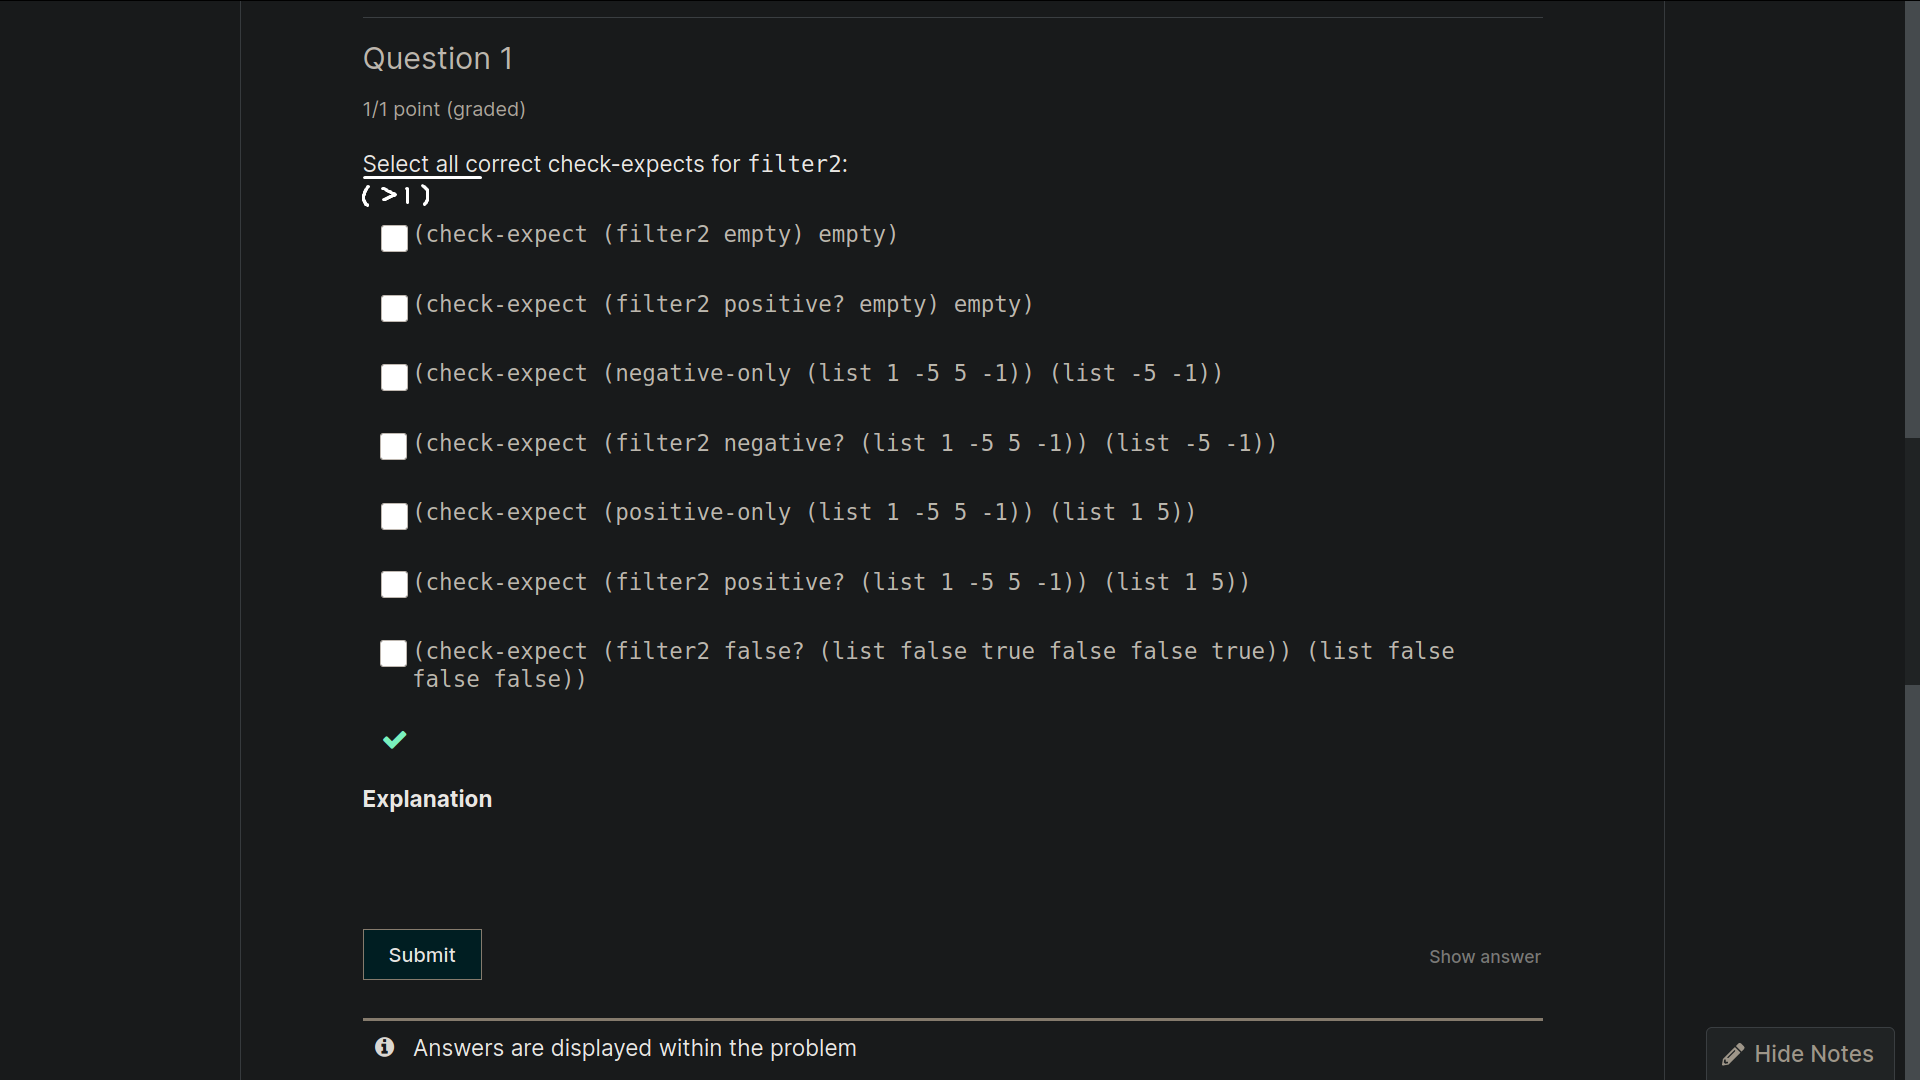 Question 1
1/1 point (graded)
Select all correct check-expects for filter2:
( >1 )
(check-expect (filter2 empty) empty)
(check-expect (filter2 positive? empty) empty)
(check-expect (negative-only (list 1 -5 5 -1)) (list -5 -1))
(check-expect (filter2 negative? (list 1 -5 5 -1)) (list -5 -1))
(check-expect (positive-only (list 1 -5 5 -1)) (list 1 5))
(check-expect (filter2 positive? (list 1 -5 5 -1)) (list 1 5))
(check-expect (filter2 false? (list false true false false true)) (list false
false false))
Explanation
Submit
Show answer
Answers are displayed within the problem
Hide Notes